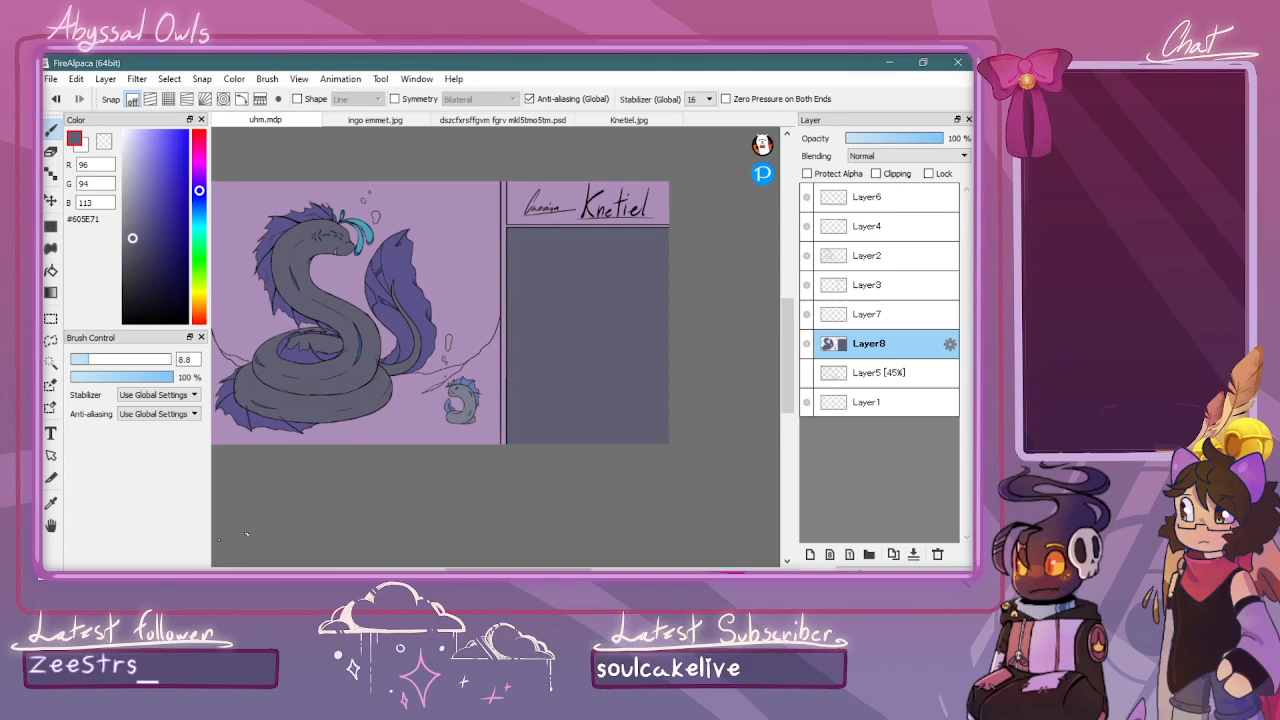 Abyssal Owls
Chat
FireAlpaca (64bit)
File Edit Layer Filter Select Snap Color Brush View Animation Tool Window Help
Snap off Shape Line Symmetry Bilateral Anti-aliasing (Global) Stabilizer (Global) 16 Zero Pressure on Both Ends
Color
uhm.mdp
ingo emmet.jpg
dszcfxrsffgvm fgrv mkl5tmo5tm.psd
Knetiel.jpg
Layer
R 96
G 94
B 113
#605E71
Opacity 100 %
Blending Normal
Protect Alpha Clipping Lock
Layer6
Layer4
Layer2
Layer3
Layer7
Layer8
Layer5 [45%]
Layer1
Knetiel
Brush Control
8.8
100 %
Stabilizer Use Global Settings
Anti-aliasing Use Global Settings
T
Latest follower
zeeStrs_
Latest Subscriber
soulcakelive